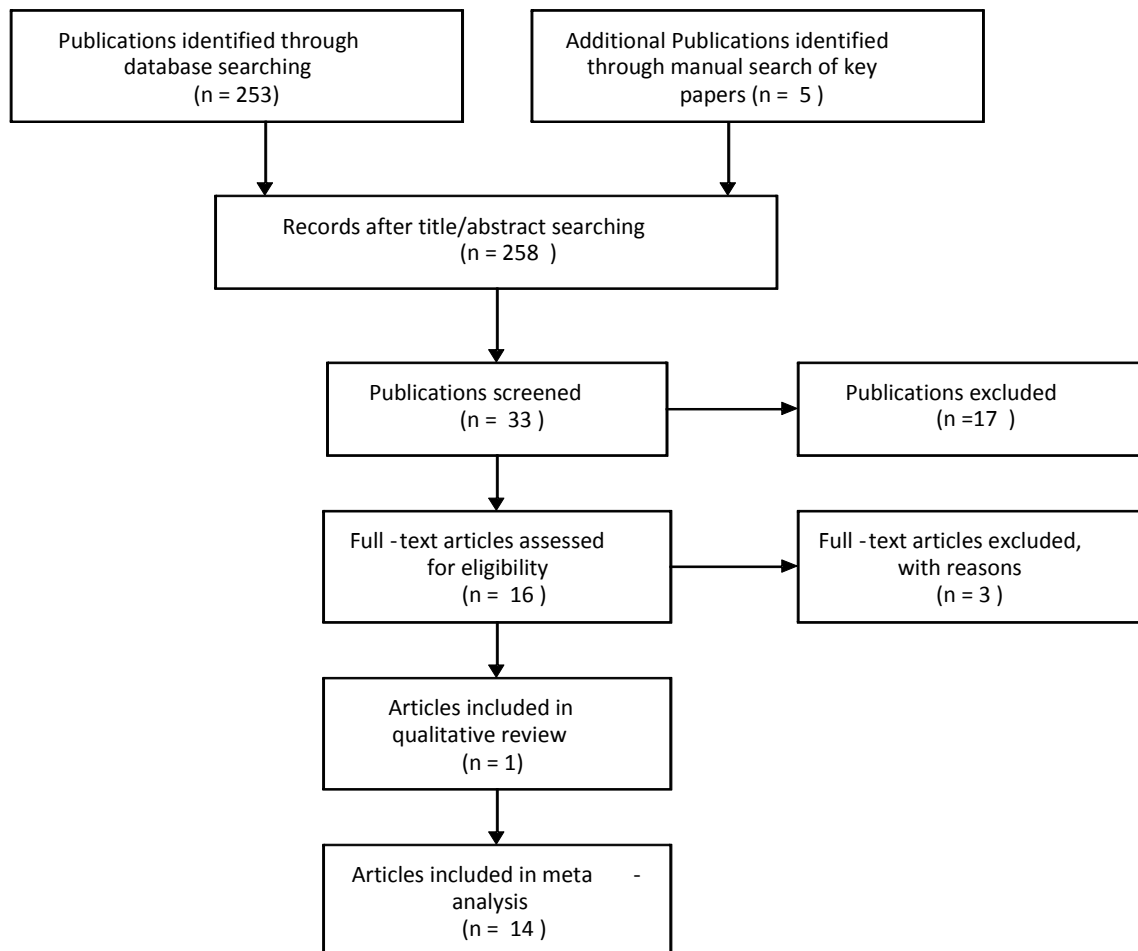 Publications identified through
database searching
(n = 253)
Additional Publications identified
through manual search of key
papers (n =  5 )
Records after title/abstract searching
(n = 258  )
Publications screened
(n =  33 )
Publications excluded
(n =17  )
Full -text articles assessed
for eligibility
(n =  16 )
Full -text articles excluded,
with reasons
(n = 3 )
Articles included in
qualitative review
(n = 1)
Articles included in meta -
analysis
(n =  14 )